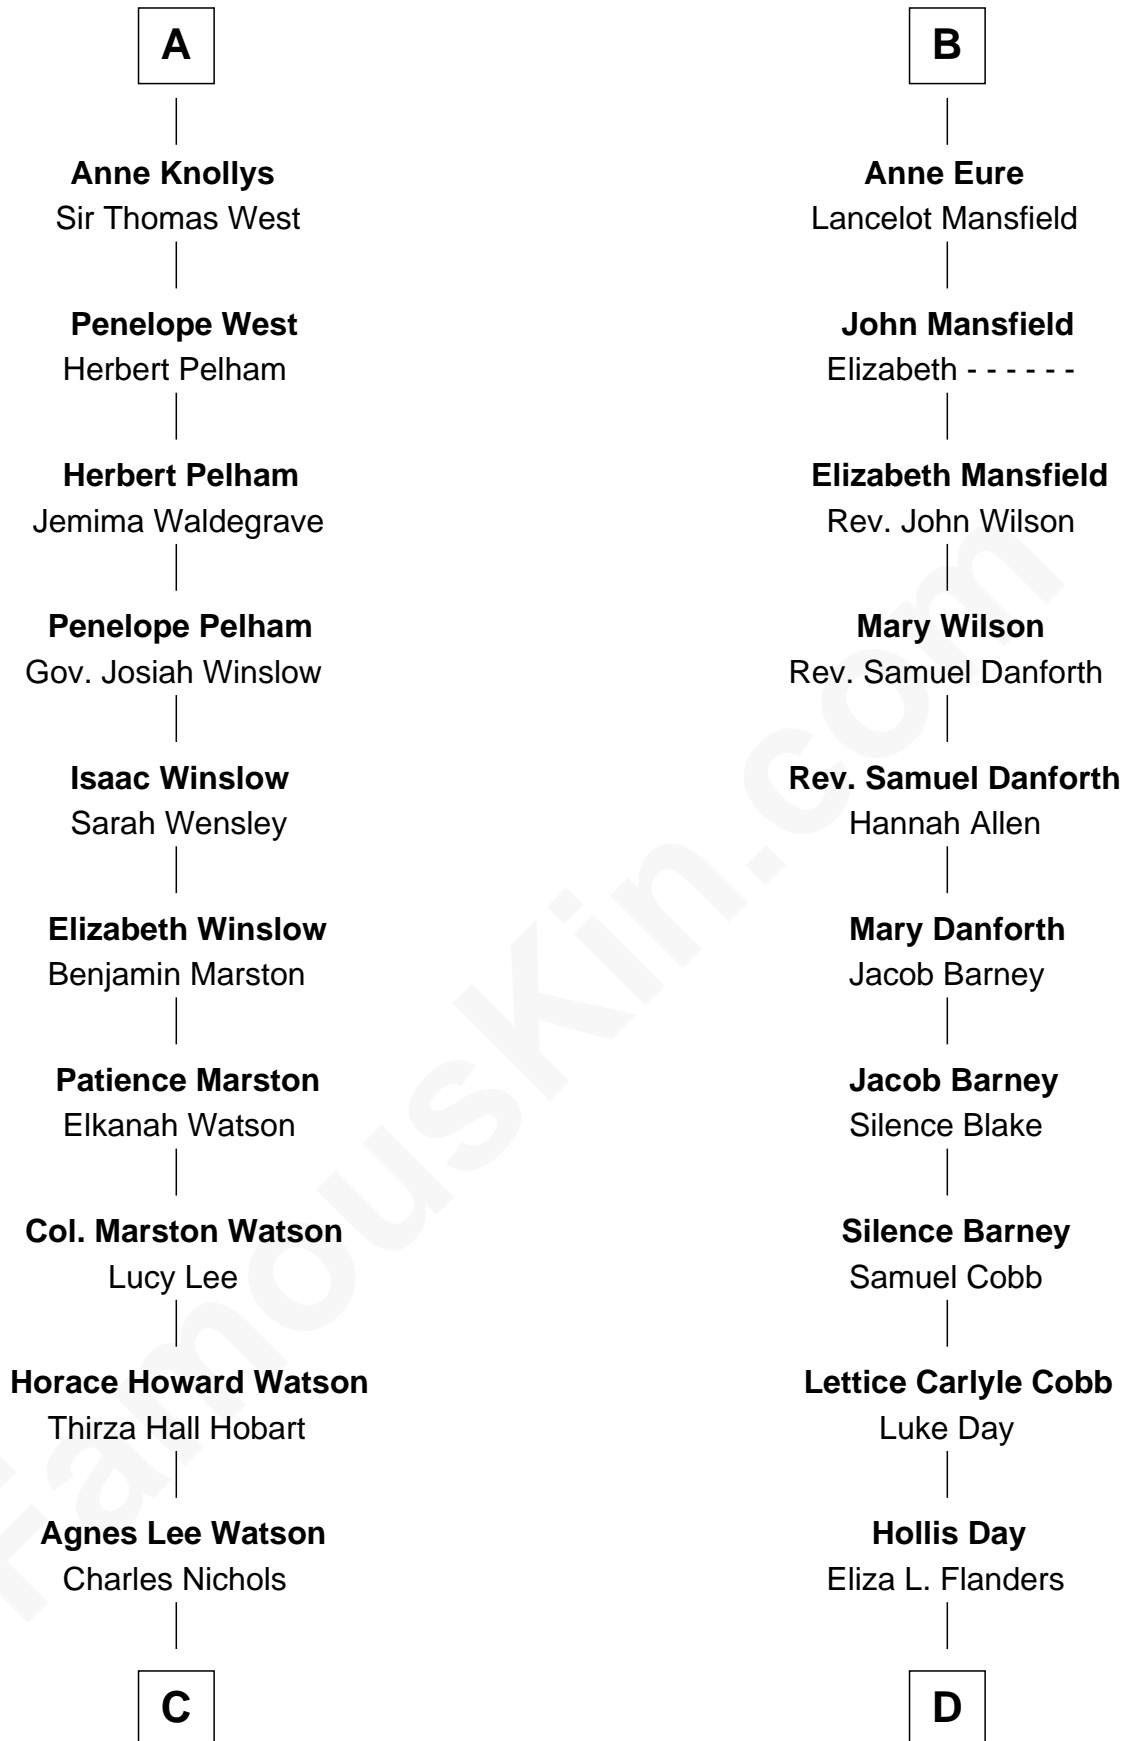 A
Anne Knollys
Sir Thomas West
Penelope West
Herbert Pelham
Herbert Pelham
Jemima Waldegrave
Penelope Pelham
Gov. Josiah Winslow
Isaac Winslow
Sarah Wensley
Elizabeth Winslow
Benjamin Marston
Patience Marston
Elkanah Watson
Col. Marston Watson
Lucy Lee
Horace Howard Watson
Thirza Hall Hobart
Agnes Lee Watson
Charles Nichols
C
B
Anne Eure
Lancelot Mansfield
John Mansfield
Elizabeth - - - - - -
Elizabeth Mansfield
Rev. John Wilson
Mary Wilson
Rev. Samuel Danforth
Rev. Samuel Danforth
Hannah Allen
Mary Danforth
Jacob Barney
Jacob Barney
Silence Blake
Silence Barney
Samuel Cobb
Lettice Carlyle Cobb
Luke Day
Hollis Day
Eliza L. Flanders
D
FamousKin.com